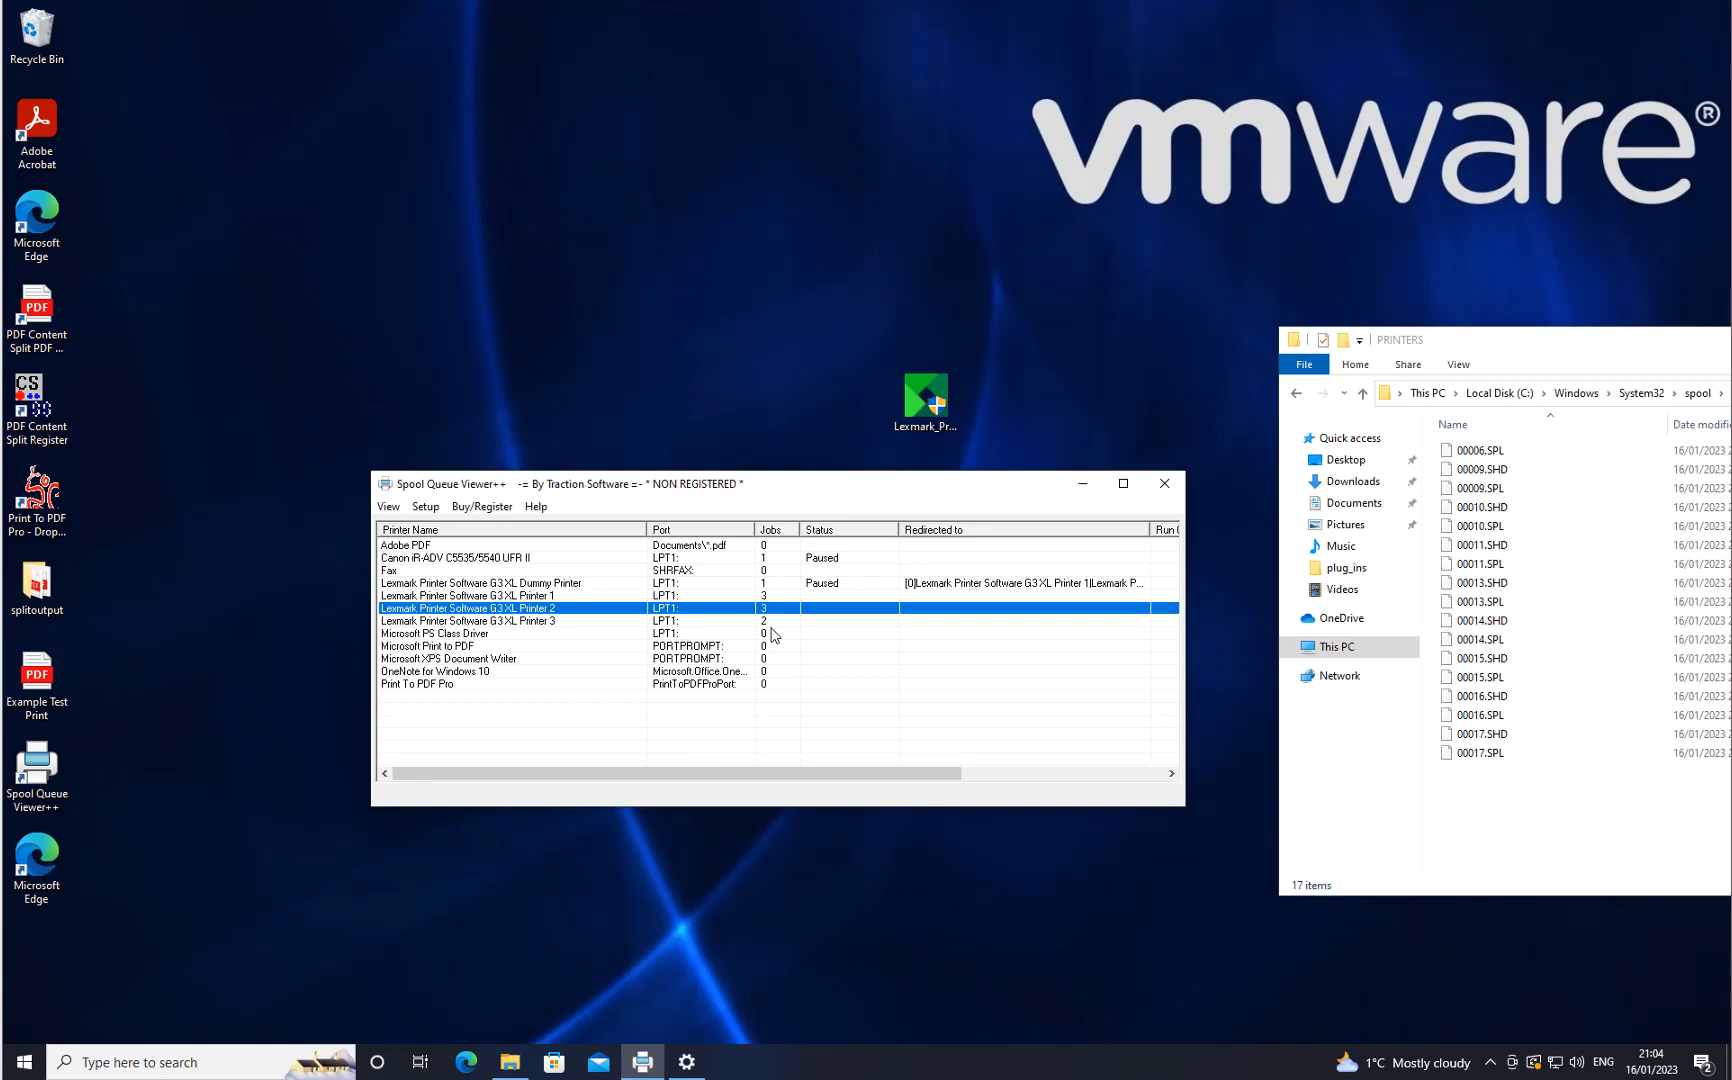 Recycle Bin
Adobe
Acrobat
Microsoft
Edge
PDF
PDF Content
Split PDF ...
CS
SS
PDF Content
Split Register
Print To PDF
Pro - Drop...
splitoutput
PDF
Example Test
Print
Spool Queue
Viewer++
Microsoft
Edge
vmware®
Lexmark_Pr...
Spool Queue Viewer++ -= By Traction Software =- * NON REGISTERED *
View Setup Buy/Register Help
Printer Name Port Jobs Status Redirected to Run
Adobe PDF Documents\*.pdf 0
Canon iR-ADV C5535/5540 UFR II LPT1: 1 Paused
Fax SHRFAX: 0
Lexmark Printer Software G3 XL Dummy Printer LPT1: 1 Paused [0]Lexmark Printer Software G3 XL Printer 1|Lexmark P...
Lexmark Printer Software G3 XL Printer 1 LPT1: 3
Lexmark Printer Software G3 XL Printer 2 LPT1: 3
Lexmark Printer Software G3 XL Printer 3 LPT1: 2
Microsoft PS Class Driver LPT1: 0
Microsoft Print to PDF PORTPROMPT: 0
Microsoft XPS Document Writer PORTPROMPT: 0
OneNote for Windows 10 Microsoft.Office.One... 0
Print To PDF Pro PrintToPDFProPort: 0
PRINTERS
File Home Share View
This PC > Local Disk (C:) > Windows > System32 > spool >
Quick access
Desktop
Downloads
Documents
Pictures
Music
plug_ins
Videos
OneDrive
This PC
Network
Name Date modifi
00006.SPL 16/01/2023
00009.SHD 16/01/2023
00009.SPL 16/01/2023
00010.SHD 16/01/2023
00010.SPL 16/01/2023
00011.SHD 16/01/2023
00011.SPL 16/01/2023
00013.SHD 16/01/2023
00013.SPL 16/01/2023
00014.SHD 16/01/2023
00014.SPL 16/01/2023
00015.SHD 16/01/2023
00015.SPL 16/01/2023
00016.SHD 16/01/2023
00016.SPL 16/01/2023
00017.SHD 16/01/2023
00017.SPL 16/01/2023
17 items
Type here to search
1°C Mostly cloudy
ENG
21:04
16/01/2023
2